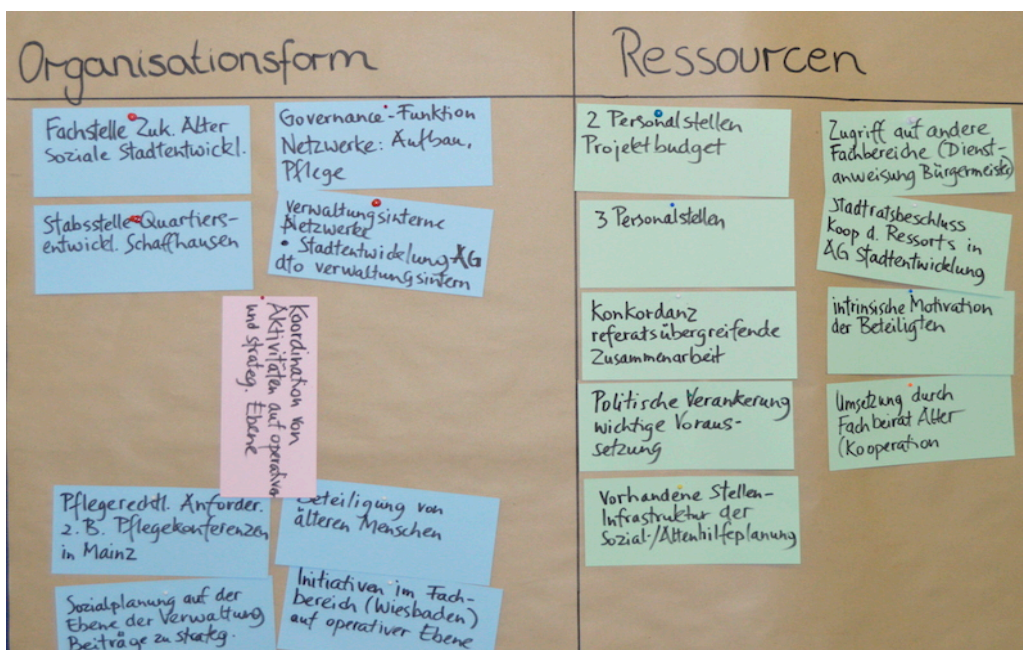 Organisationsform
Fachstelle Zuk. Alter
Soziale Stadtentwickl.
Governance-Funktion
Netzwerke: Aufbau,
Pflege
Stabsstelle Quartiers-
entwickl. Schaffhausen
Verwaltungsinterne
Netzwerke
• Stadtentwicklung AG
dto verwaltungsintern
Koordination von
Aktivitäten auf operativer
und strateg. Ebene
Pflegerechtl. Anforder.
z. B. Pflegekonferenzen
in Mainz
Beteiligung von
älteren Menschen
Sozialplanung auf der
Ebene der Verwaltung
Beiträge zu strateg.
Initiativen im Fach-
bereich (Wiesbaden)
auf operativer Ebene
Ressourcen
2 Personalstellen
Projektbudget
3 Personalstellen
Konkordanz
referatsübergreifende
Zusammenarbeit
Politische Verankerung
wichtige Voraus-
setzung
Vorhandene Stellen-
Infrastruktur der
Sozial-/Altenhilfeplanung
Zugriff auf andere
Fachbereiche (Dienst-
anweisung Bürgermeister)
Stadtratsbeschluss
Koop d. Ressorts in
AG Stadtentwicklung
intrinsische Motivation
der Beteiligten
Umsetzung durch
Fachbeirat Alter
(Kooperation